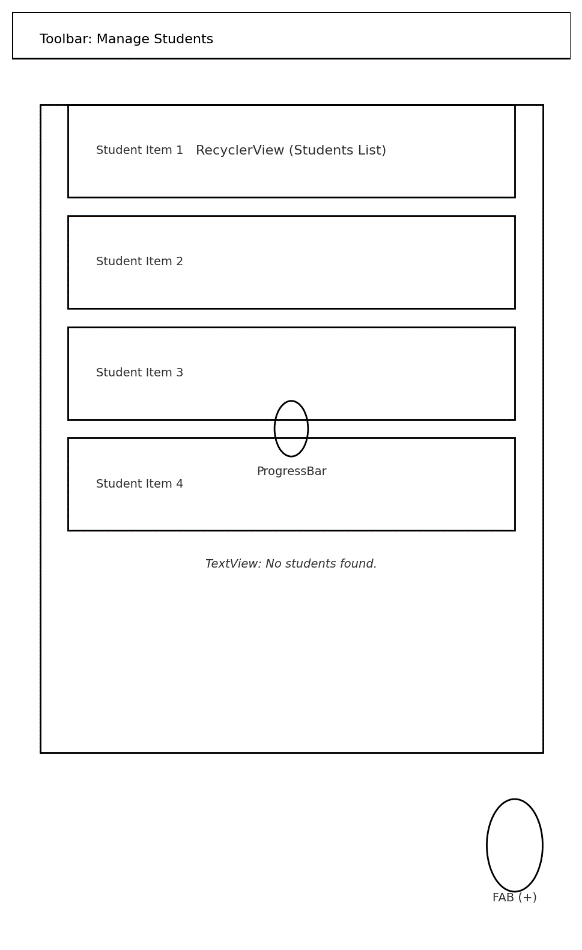 Toolbar: Manage Students
Student Item 1 RecyclerView (Students List)
Student Item 2
Student Item 3
ProgressBar
Student Item 4
TextView: No students found.
FAB (+)